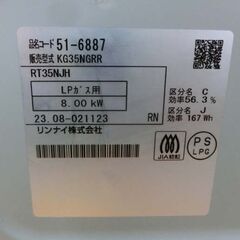 品名コード 51-6887
販売型式 KG35NGRR
RT35NJH
LPガス用
8.00 kW
区分名 C
効率56.3 %
区分名 J
効率 167 Wh
23.08-021123 RN
リンナイ株式会社
JIA
PS
LPG